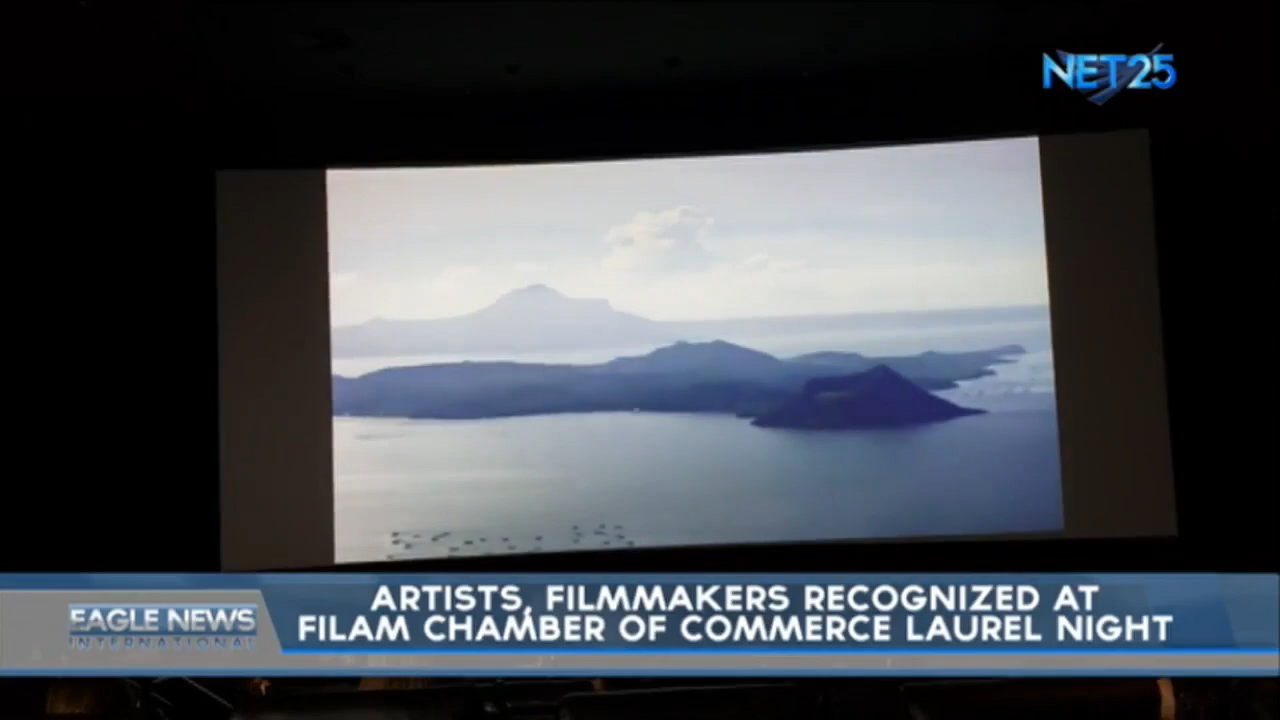 NET25
ARTISTS, FILMMAKERS RECOGNIZED AT
FILAM CHAMBER OF COMMERCE LAUREL NIGHT
EAGLE NEWS
INTERNATIONAL